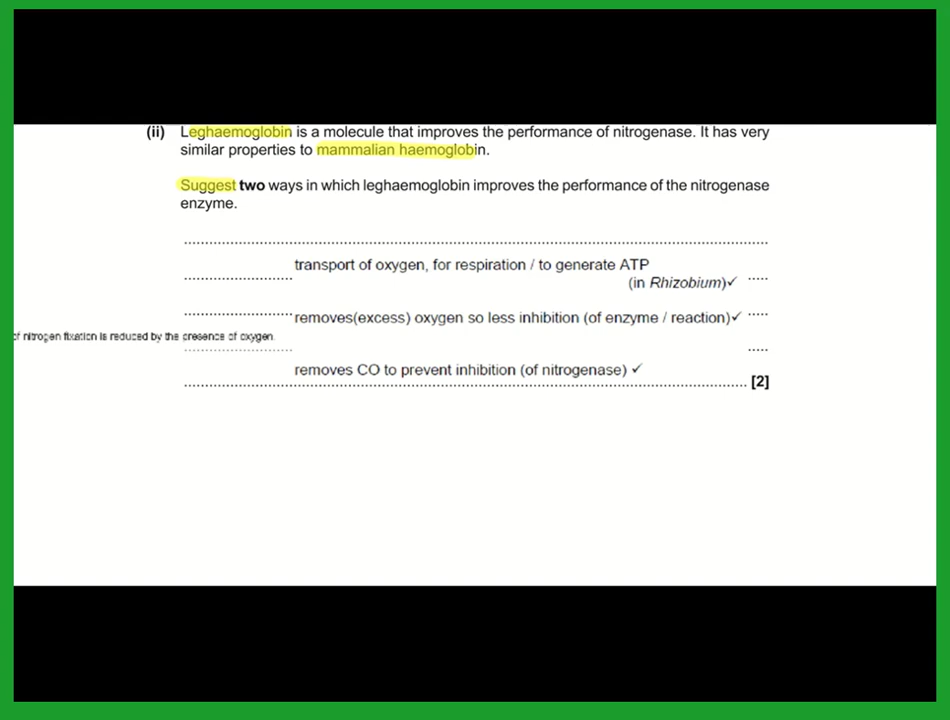 (ii) Leghaemoglobin is a molecule that improves the performance of nitrogenase. It has very
similar properties to mammalian haemoglobin.
Suggest two ways in which leghaemoglobin improves the performance of the nitrogenase
enzyme.
transport of oxygen, for respiration / to generate ATP
(in Rhizobium)✓
removes(excess) oxygen so less inhibition (of enzyme / reaction)✓
of nitrogen fixation is reduced by the presence of oxygen.
removes CO to prevent inhibition (of nitrogenase) ✓
[2]